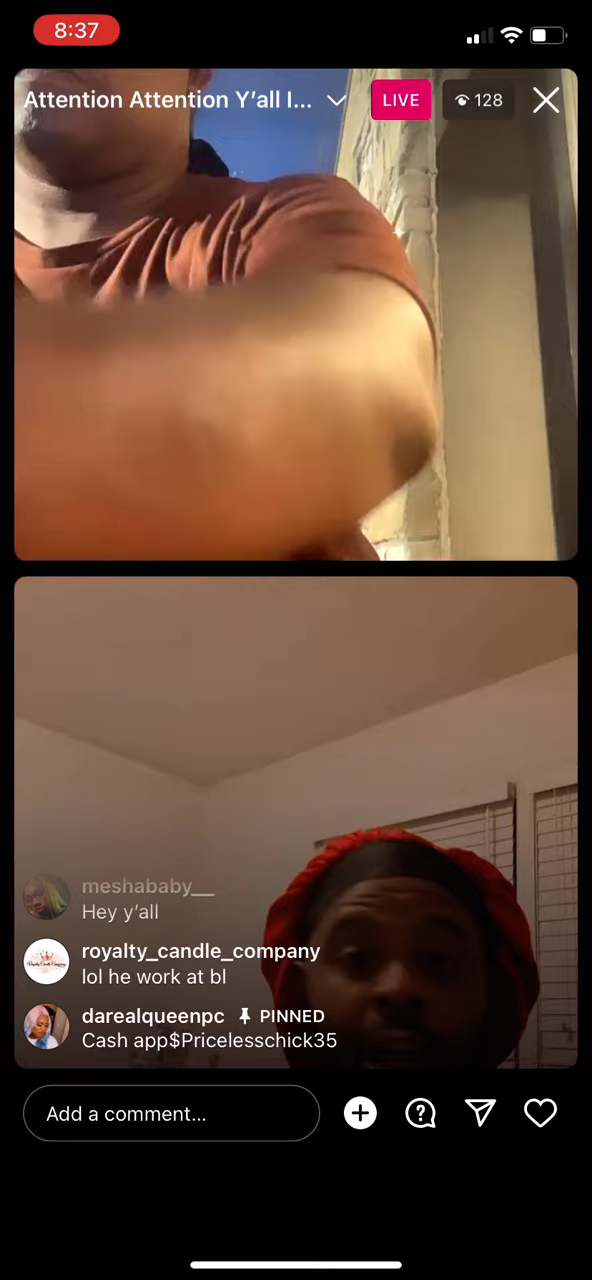 8:37
Attention Attention Y'all I...
LIVE
128
meshababy__
Hey y'all
royalty_candle_company
lol he work at bl
darealqueenpc PINNED
Cash app$Pricelesschick35
Add a comment...